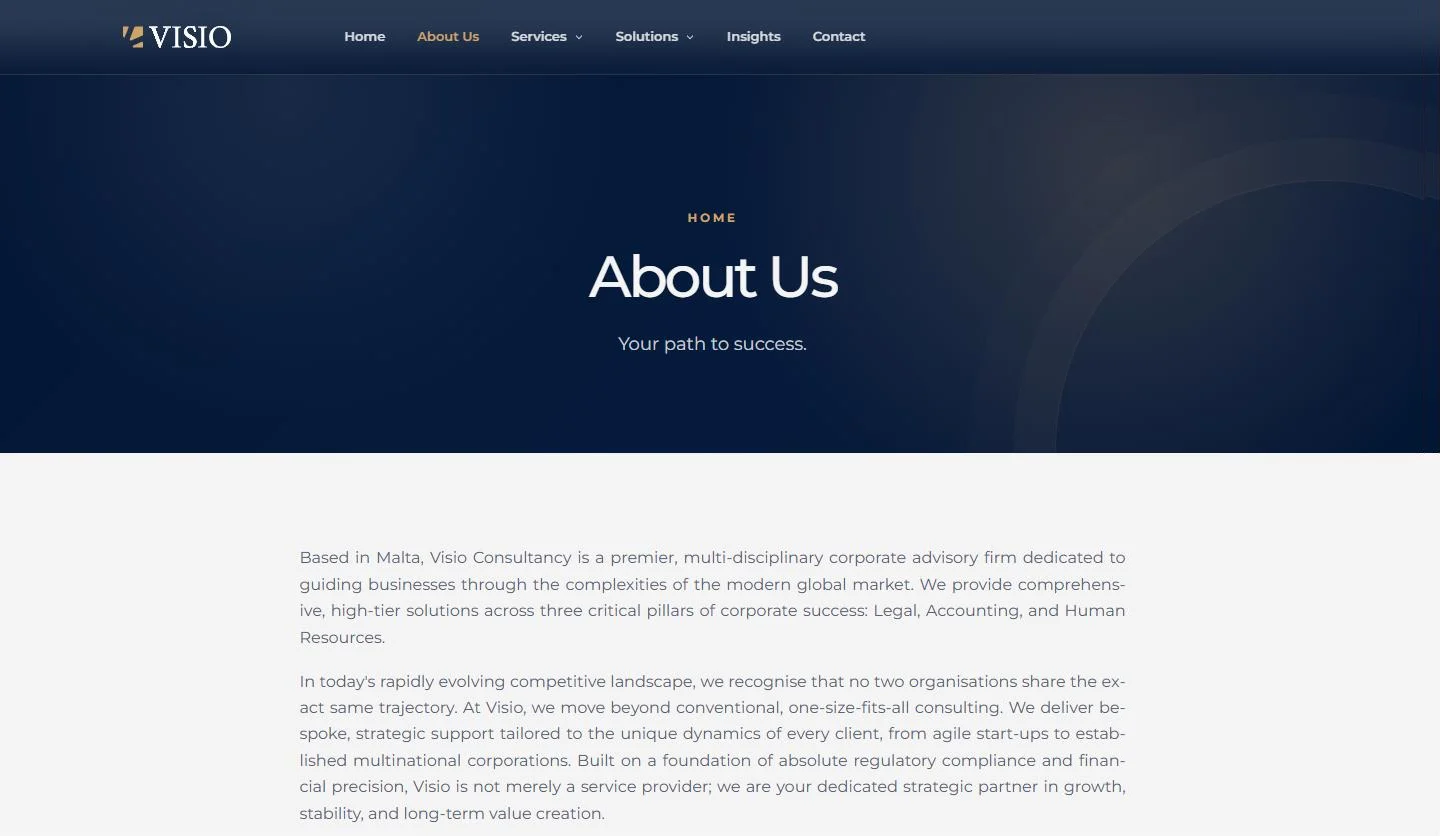 VISIO
Home
About Us
Services
Solutions
Insights
Contact
HOME
About Us
Your path to success.
Based in Malta, Visio Consultancy is a premier, multi-disciplinary corporate advisory firm dedicated to
guiding businesses through the complexities of the modern global market. We provide comprehens-
ive, high-tier solutions across three critical pillars of corporate success: Legal, Accounting, and Human
Resources.
In today's rapidly evolving competitive landscape, we recognise that no two organisations share the ex-
act same trajectory. At Visio, we move beyond conventional, one-size-fits-all consulting. We deliver be-
spoke, strategic support tailored to the unique dynamics of every client, from agile start-ups to estab-
lished multinational corporations. Built on a foundation of absolute regulatory compliance and finan-
cial precision, Visio is not merely a service provider; we are your dedicated strategic partner in growth,
stability, and long-term value creation.